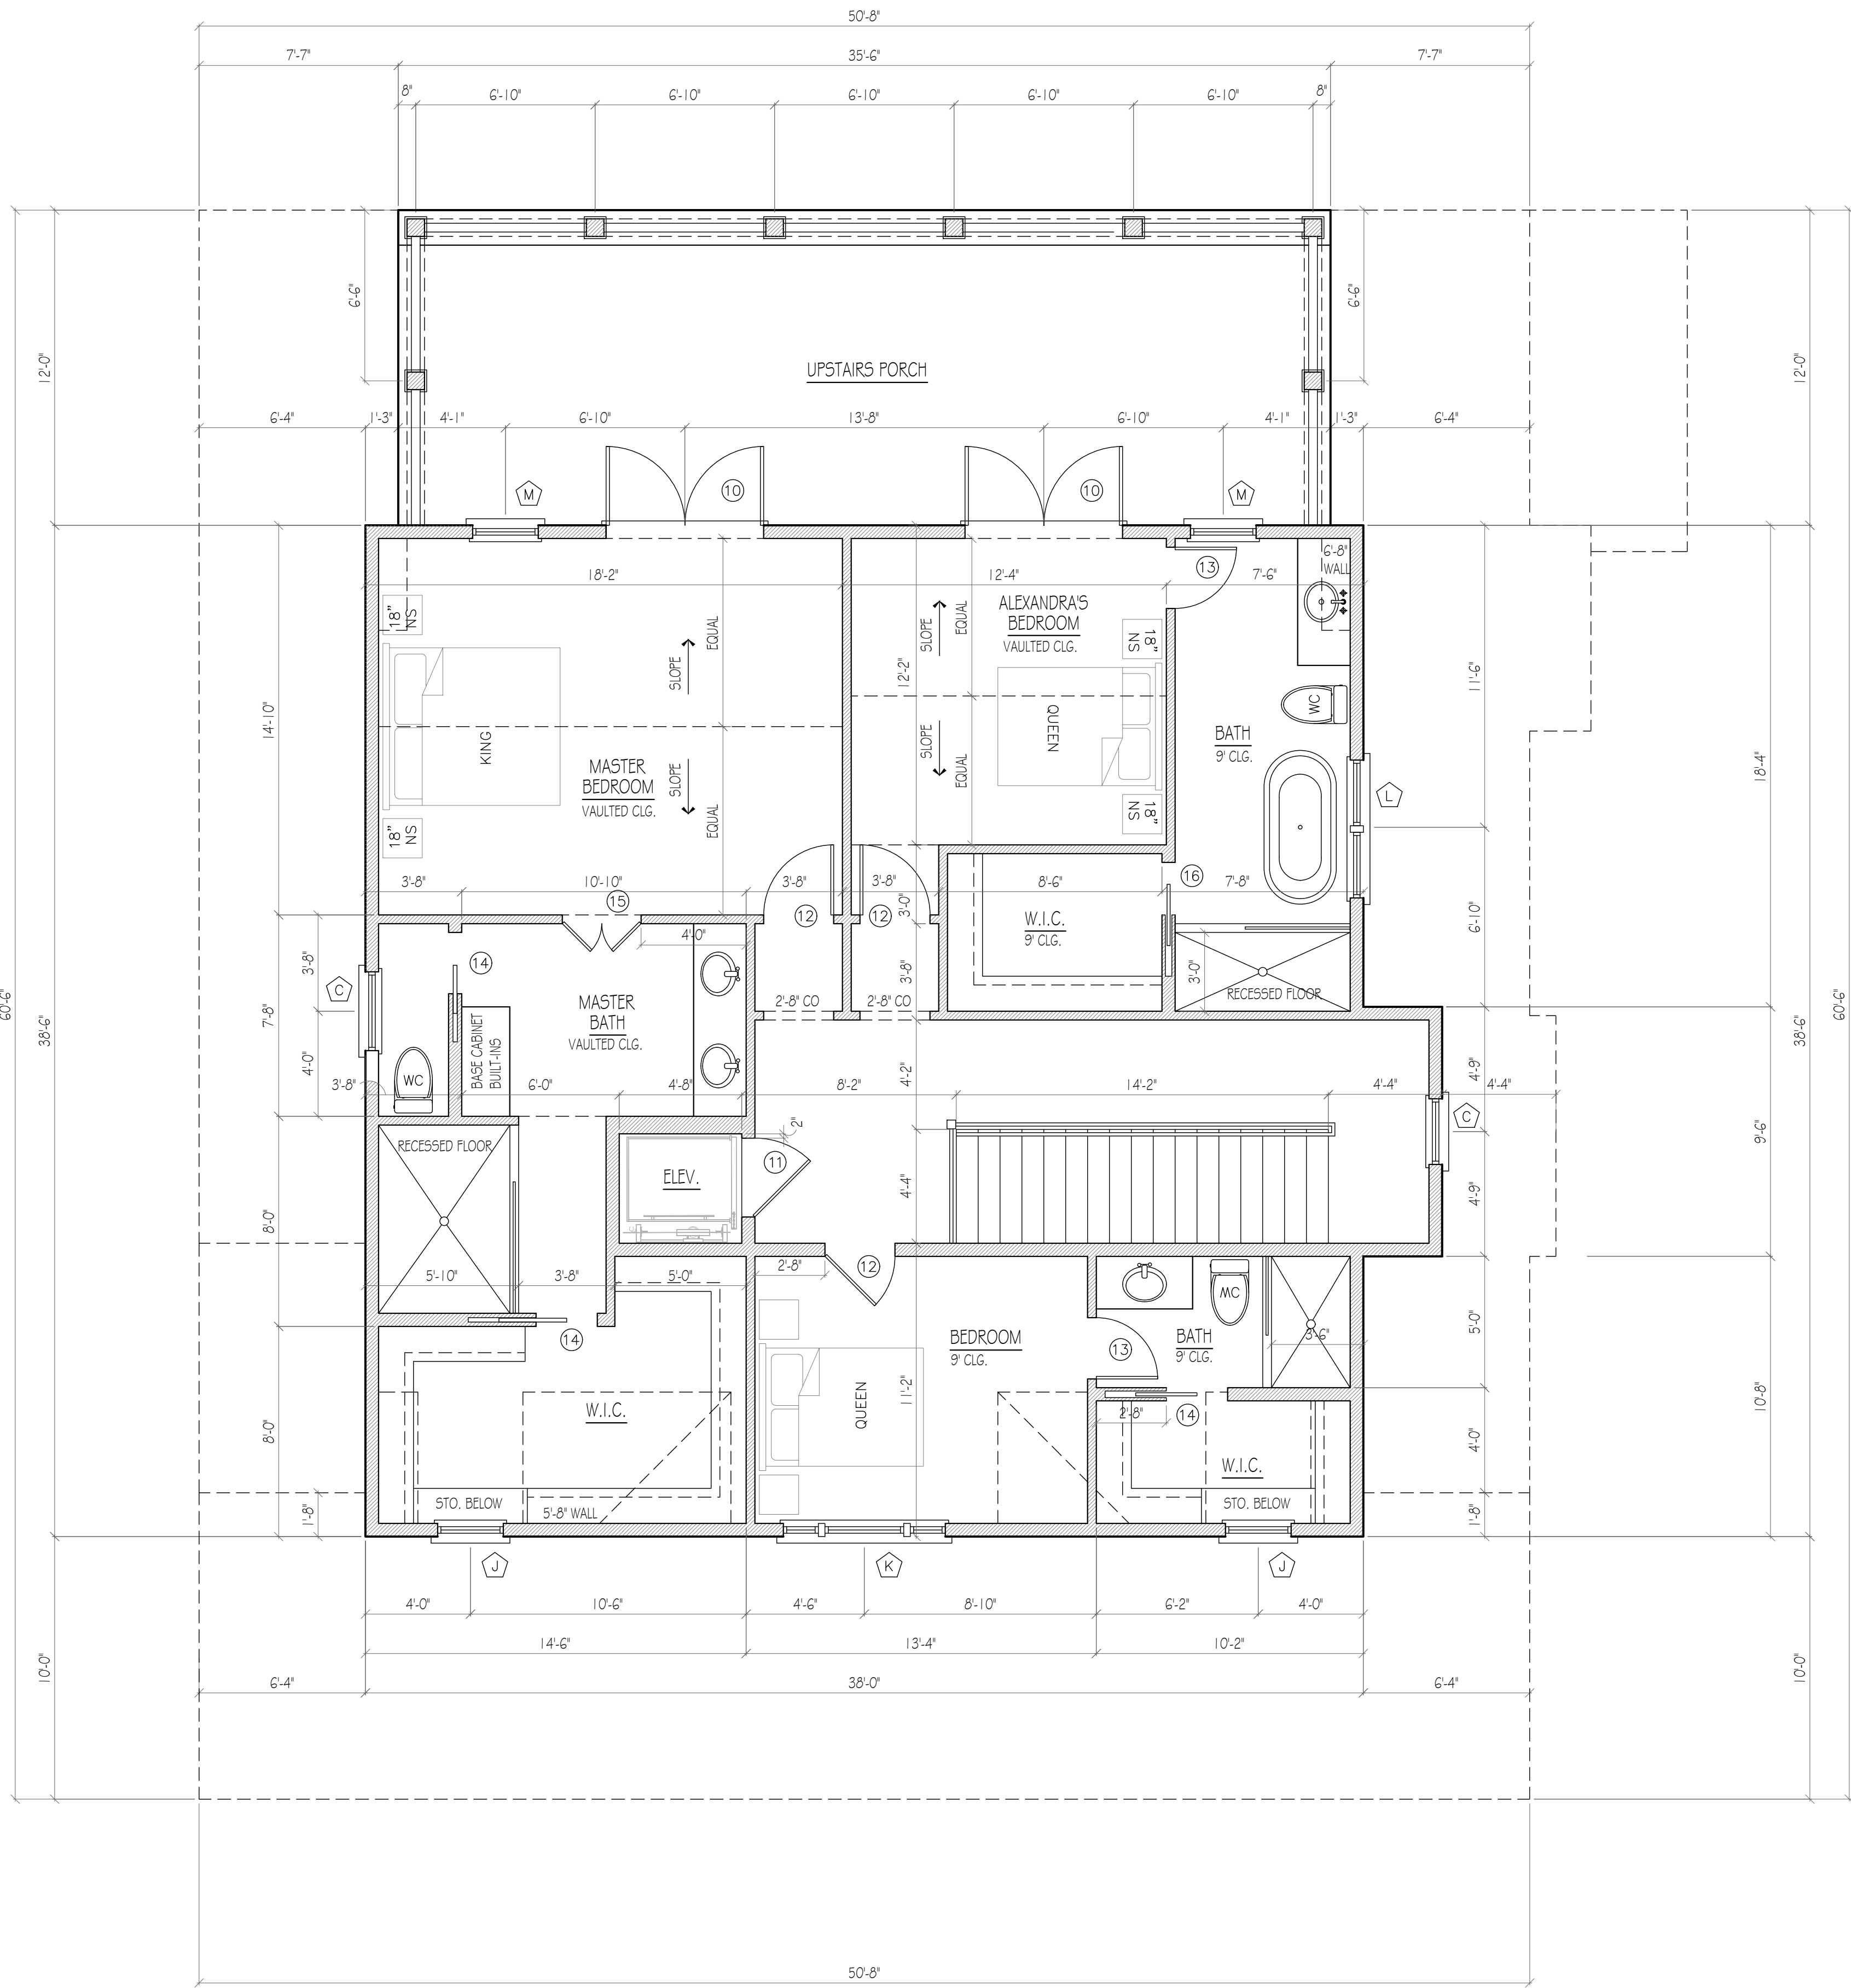 50'-8"
7'-7" 35'-6" 7'-7"
8" 6'-10" 6'-10" 6'-10" 6'-10" 6'-10" 8"
6'-6" 6'-6"
12'-0" 12'-0"
UPSTAIRS PORCH
6'-4" 1'-3" 4'-1" 6'-10" 13'-8" 6'-10" 4'-1" 1'-3" 6'-4"
M 10 10 M
13
6'-8"
WALL
18'-2" 12'-4" 7'-6"
18"
NS
EQUAL
SLOPE
SLOPE
EQUAL
ALEXANDRA'S
BEDROOM
VAULTED CLG.
18"
NS
12'-2"
11'-6"
14'-10"
KING
QUEEN
WC
BATH
9' CLG.
MASTER
BEDROOM
VAULTED CLG.
SLOPE
EQUAL
SLOPE
EQUAL
18"
NS
18"
NS
L
18'-4"
3'-8" 10'-10" 3'-8" 3'-8" 8'-6" 7'-8"
16
15
12 12
3'-0"
W.I.C.
9' CLG.
6'-10"
4'-0"
3'-8"
14
C
3'-8"
3'-0"
RECESSED FLOOR
2'-8" CO 2'-8" CO
MASTER
BATH
VAULTED CLG.
7'-8"
60'-6"
38'-6"
38'-6"
60'-6"
BASE CABINET
BUILT-INS
4'-0"
WC
4'-2"
4'-9"
3'-8" 6'-0" 4'-8" 8'-2" 14'-2" 4'-4" 4'-4"
2"
C
9'-6"
RECESSED FLOOR
ELEV.
11
4'-4"
4'-9"
8'-0"
12
5'-10" 3'-8" 5'-0" 2'-8"
WC
5'-0"
14
BEDROOM
9' CLG.
13
BATH
9' CLG.
3'-6"
11'-2"
QUEEN
10'-8"
W.I.C.
2'-8" 14
8'-0"
4'-0"
W.I.C.
STO. BELOW
5'-8" WALL
STO. BELOW
1'-8" 1'-8"
J K J
4'-0" 10'-6" 4'-6" 8'-10" 6'-2" 4'-0"
14'-6" 13'-4" 10'-2"
10'-0" 10'-0"
6'-4" 38'-0" 6'-4"
50'-8"